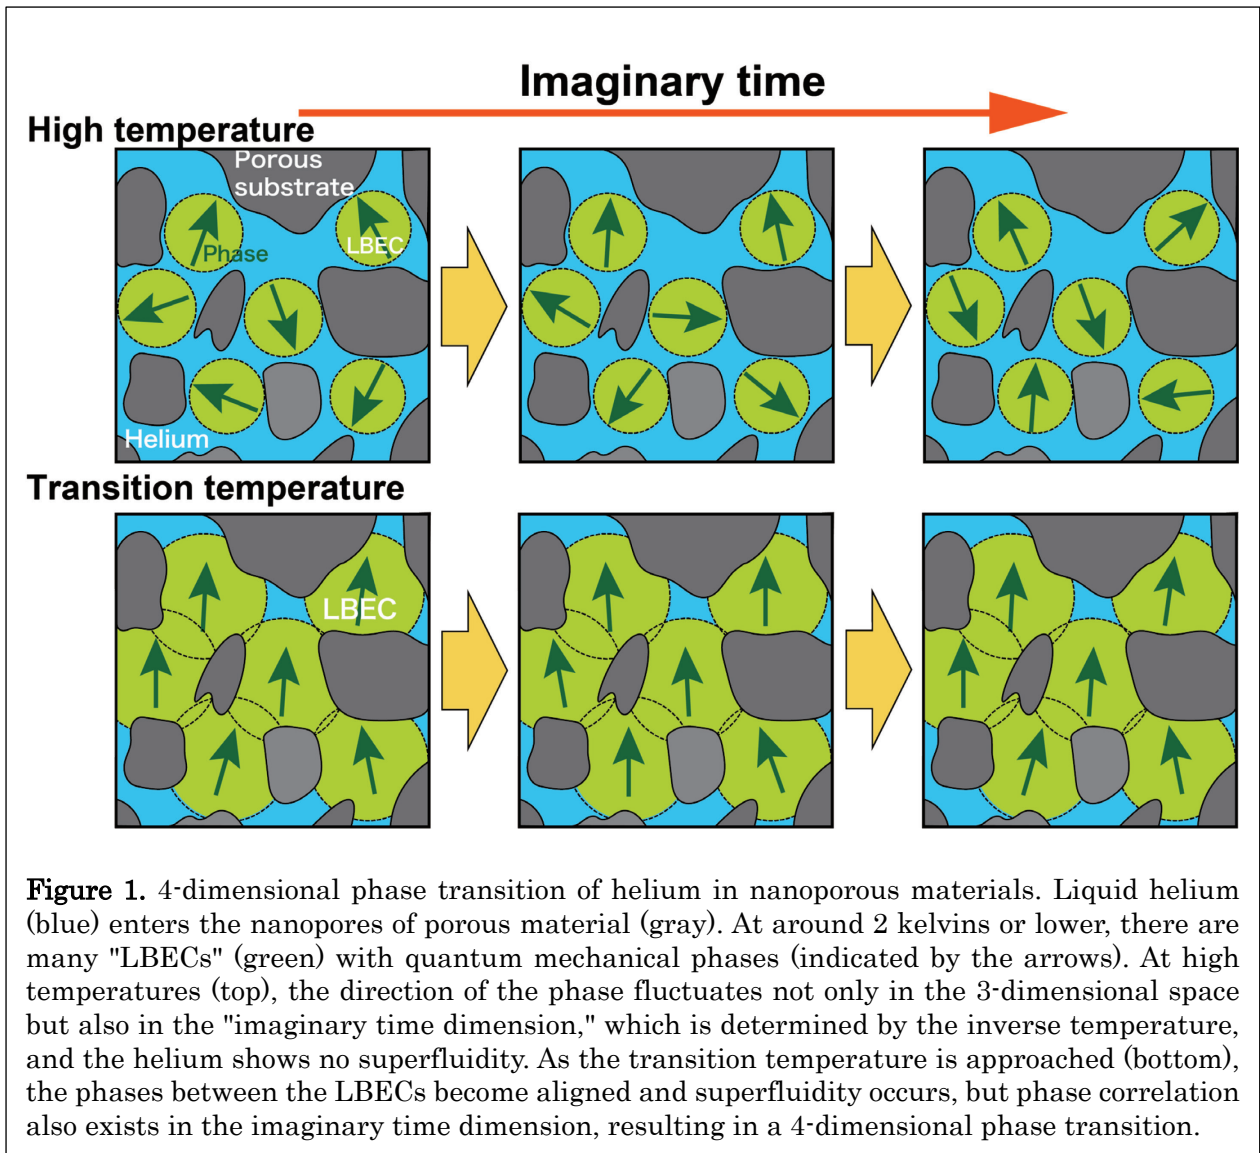 Imaginary time
High temperature
Porous
substrate
Phase
LBEC
Helium
Transition temperature
LBEC
Figure 1. 4-dimensional phase transition of helium in nanoporous materials. Liquid helium
(blue) enters the nanopores of porous material (gray). At around 2 kelvins or lower, there are
many "LBECs" (green) with quantum mechanical phases (indicated by the arrows). At high
temperatures (top), the direction of the phase fluctuates not only in the 3-dimensional space
but also in the "imaginary time dimension," which is determined by the inverse temperature,
and the helium shows no superfluidity. As the transition temperature is approached (bottom),
the phases between the LBECs become aligned and superfluidity occurs, but phase correlation
also exists in the imaginary time dimension, resulting in a 4-dimensional phase transition.